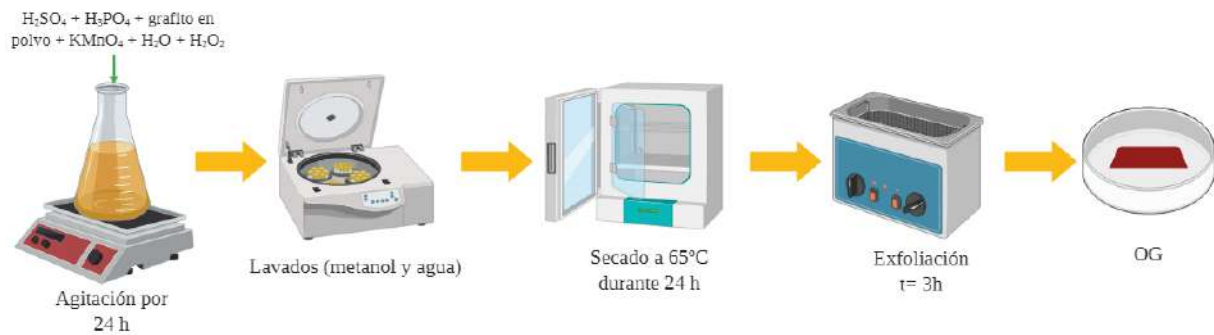 H₂SO₄ + H₃PO₄ + grafito en
polvo + KMnO₄ + H₂O + H₂O₂
Agitación por
24 h
Lavados (metanol y agua)
Secado a 65°C
durante 24 h
Exfoliación
t= 3h
OG